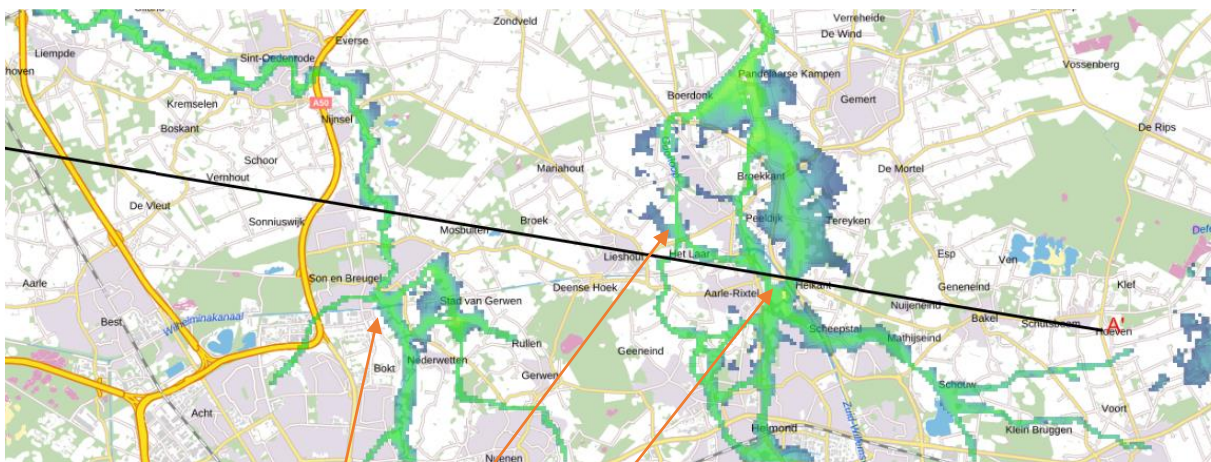 Zondveld
Verreheide
De Wind
Everse
Liempde
Sint-Oedenrode
Vossenberg
Pandelaarse Kampen
Boerdonk
Gemert
Kremselen
A50
Nijnsel
Boskant
De Rips
Schoor
Mariahout
De Mortel
Vernhout
Broekkant
De Vleut
Sonniuswijk
Mosbulten
Broek
Peeldijk
Tereyken
Lieshout
Het Laar
Esp
Ven
Son en Breugel
Deense Hoek
Aarle-Rixtel
Heikant
Geneneind
Klef
Aarle
Stad van Gerwen
Nuijeneind
Best
Wilhelminakanaal
Bakel
Schutsboom
Hoeven
A'
Scheepstal
Mathijseind
Rullen
Geeneind
Nederwetten
Bokt
Gerwen
Schouw
Acht
Voort
Helmond
Klein Bruggen
Nuenen